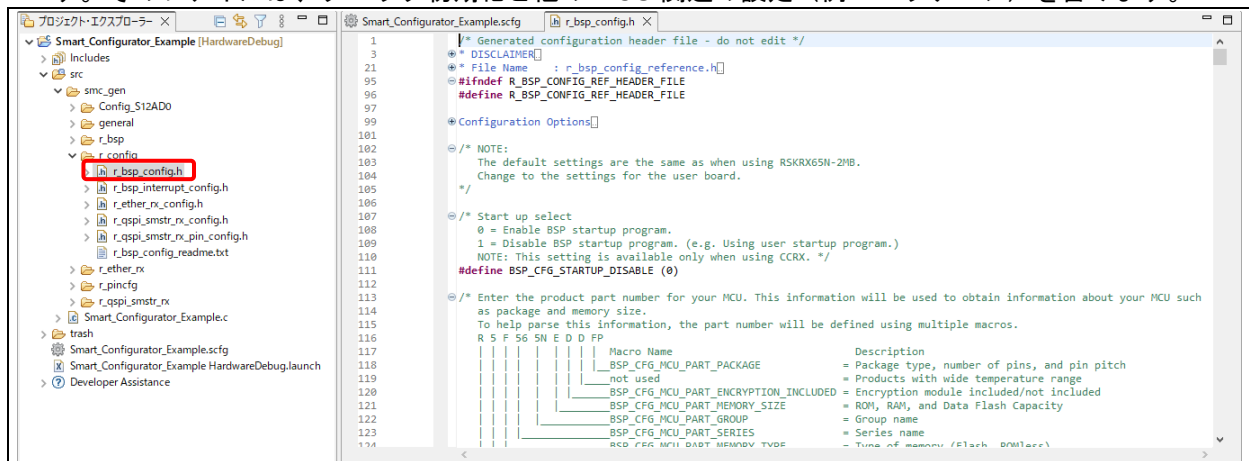 プロジェクト・エクスプローラー
Smart_Configurator_Example [HardwareDebug]
Includes
src
smc_gen
Config_S12AD0
general
r_bsp
r_config
r_bsp_config.h
r_bsp_interrupt_config.h
r_ether_rx_config.h
r_qspi_smstr_rx_config.h
r_qspi_smstr_rx_pin_config.h
r_bsp_config_readme.txt
r_ether_rx
r_pincfg
r_qspi_smstr_rx
Smart_Configurator_Example.c
trash
Smart_Configurator_Example.scfg
Smart_Configurator_Example HardwareDebug.launch
Developer Assistance
Smart_Configurator_Example.scfg
r_bsp_config.h
1 /* Generated configuration header file - do not edit */
3 * DISCLAIMER
21 * File Name : r_bsp_config_reference.h
95 #ifndef R_BSP_CONFIG_REF_HEADER_FILE
96 #define R_BSP_CONFIG_REF_HEADER_FILE
97
99 Configuration Options
101
102 /* NOTE:
103 The default settings are the same as when using RSKRX65N-2MB.
104 Change to the settings for the user board.
105 */
106
107 /* Start up select
108 0 = Enable BSP startup program.
109 1 = Disable BSP startup program. (e.g. Using user startup program.)
110 NOTE: This setting is available only when using CCRX. */
111 #define BSP_CFG_STARTUP_DISABLE (0)
112
113 /* Enter the product part number for your MCU. This information will be used to obtain information about your MCU such
114 as package and memory size.
115 To help parse this information, the part number will be defined using multiple macros.
116 R 5 F 56 5N E D D FP
117 | | | | | | | | | Macro Name Description
118 | | | | | | | | |__BSP_CFG_MCU_PART_PACKAGE = Package type, number of pins, and pin pitch
119 | | | | | | | |____not used = Products with wide temperature range
120 | | | | | | |______BSP_CFG_MCU_PART_ENCRYPTION_INCLUDED = Encryption module included/not included
121 | | | | | |________BSP_CFG_MCU_PART_MEMORY_SIZE = ROM, RAM, and Data Flash Capacity
122 | | | | |___________BSP_CFG_MCU_PART_GROUP = Group name
123 | | | |______________BSP_CFG_MCU_PART_SERIES = Series name
124 BSP_CFG_MCU_PART_MEMORY_TYPE = Type of memory (Flash, ROMless)